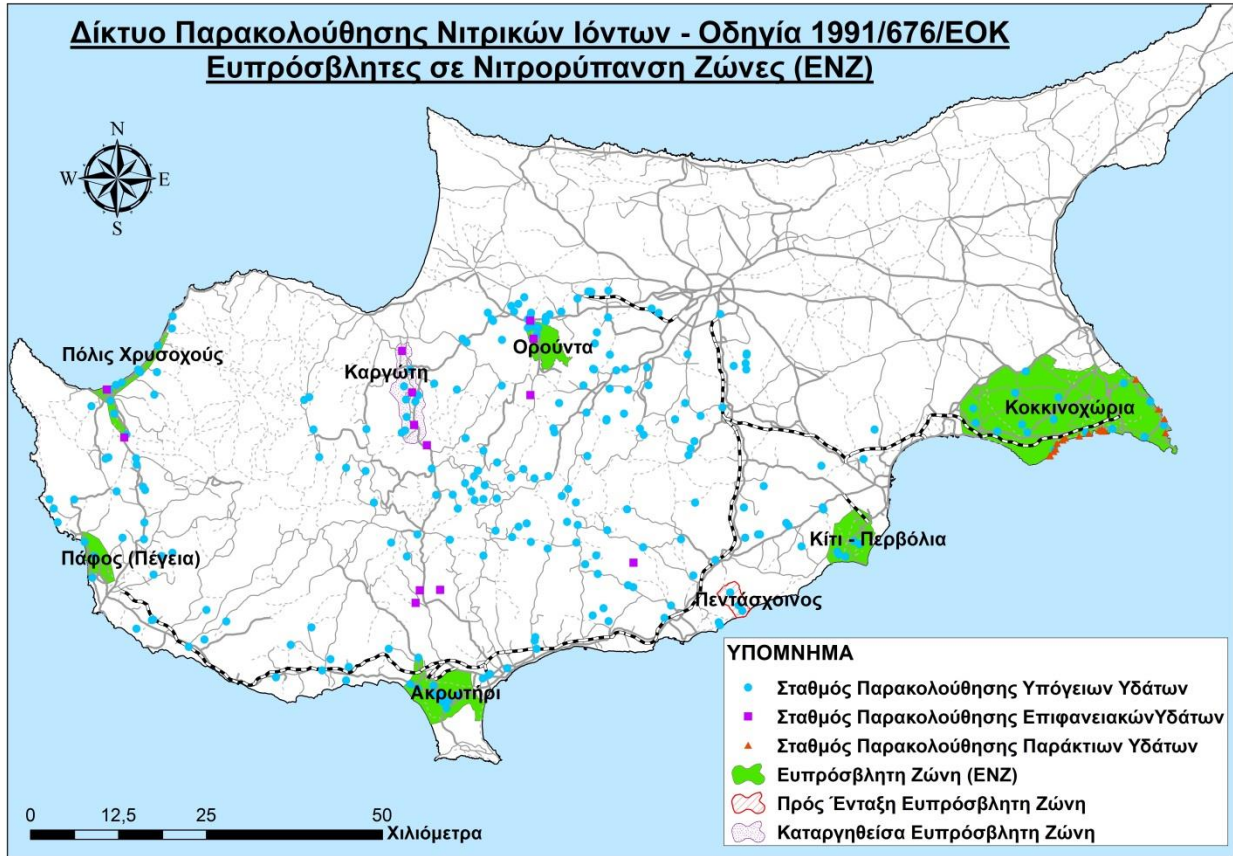 Δίκτυο Παρακολούθησης Νιτρικών Ιόντων - Οδηγία 1991/676/ΕΟΚ
Ευπρόσβλητες σε Νιτρορύπανση Ζώνες (ΕΝΖ)
N
W E
S
Πόλις Χρυσοχούς
Καργώτη
Ορούντα
Κοκκινοχώρια
Πάφος (Πέγεια)
Κίτι - Περβόλια
Πεντάσχοινος
Ακρωτήρι
ΥΠΟΜΝΗΜΑ
Σταθμός Παρακολούθησης Υπόγειων Υδάτων
Σταθμός Παρακολούθησης ΕπιφανειακώνΥδάτων
Σταθμός Παρακολούθησης Παράκτιων Υδάτων
Ευπρόσβλητη Ζώνη (ΕΝΖ)
Πρός Ένταξη Ευπρόσβλητη Ζώνη
Καταργηθείσα Ευπρόσβλητη Ζώνη
0 12,5 25 50
Χιλιόμετρα